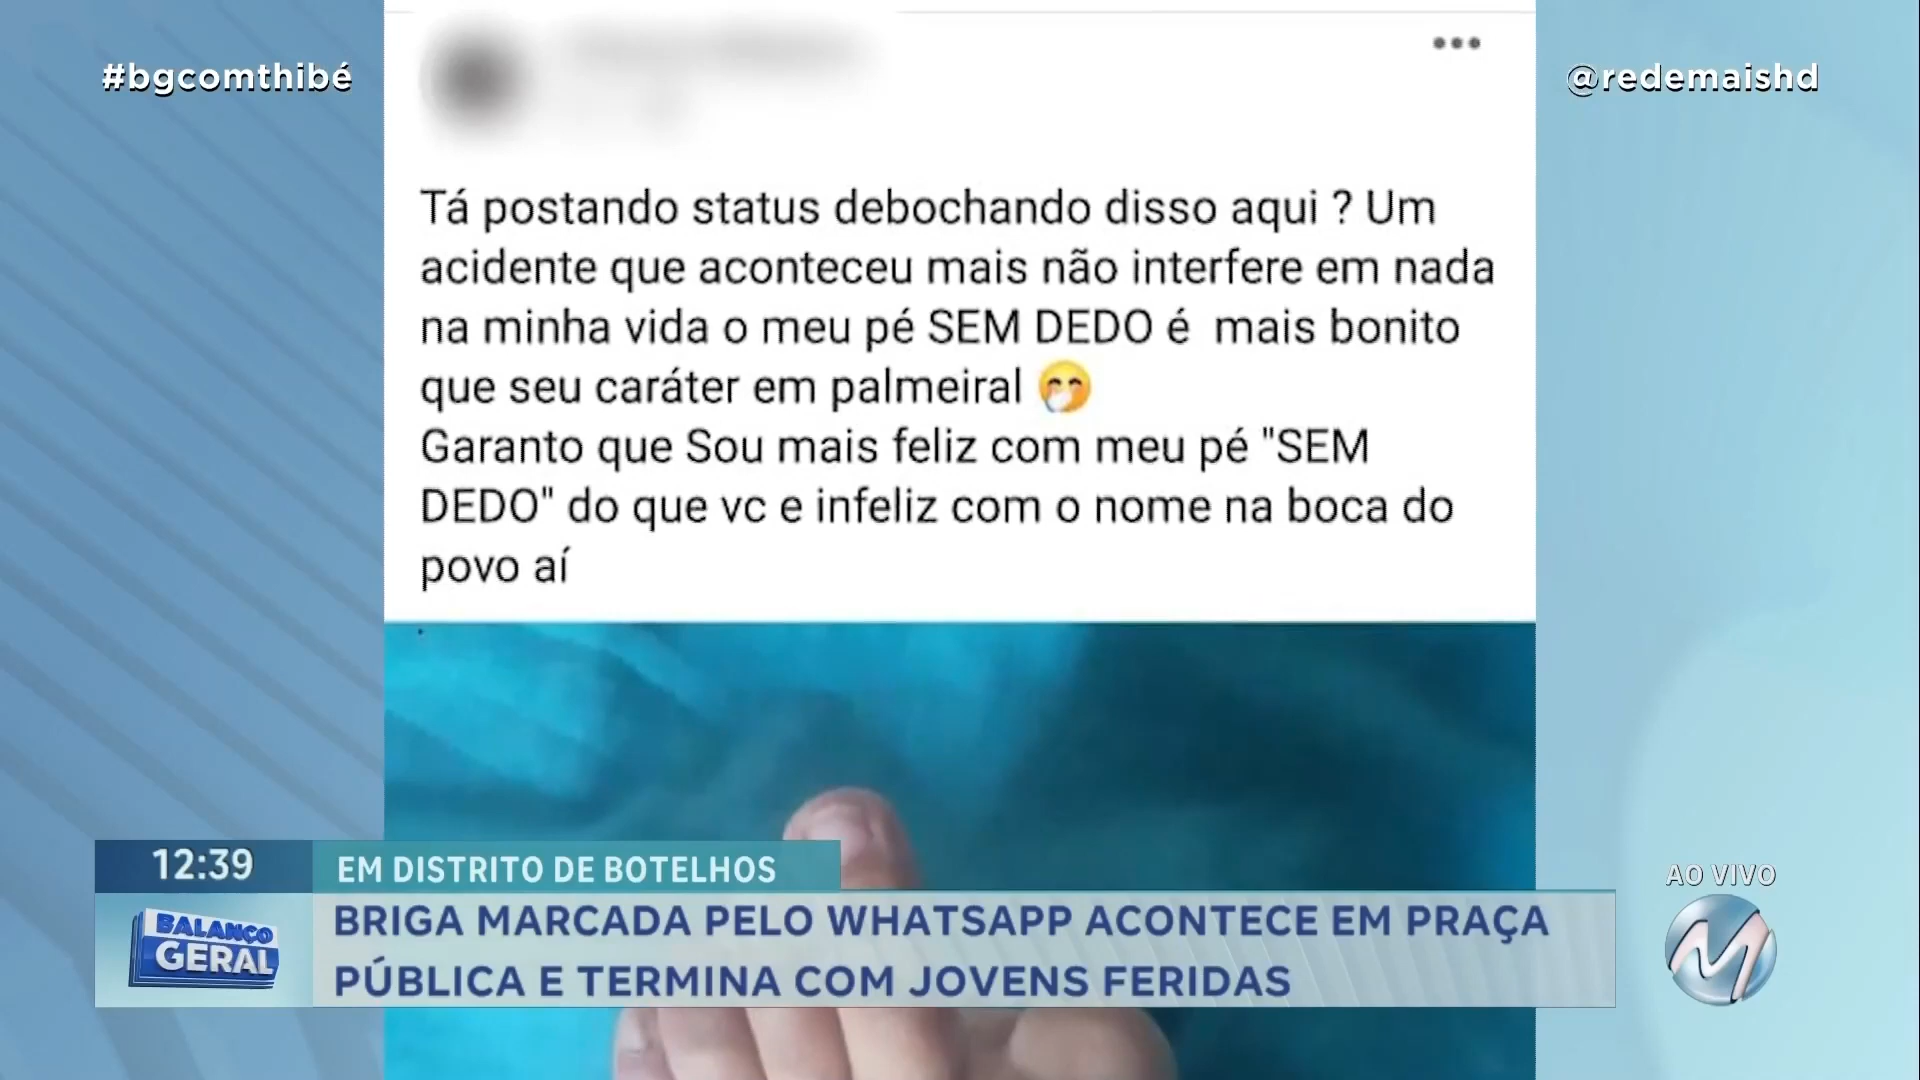 #bgcomthibé
@redemaishd
Tá postando status debochando disso aqui ? Um
acidente que aconteceu mais não interfere em nada
na minha vida o meu pé SEM DEDO é  mais bonito
que seu caráter em palmeiral 🤭
Garanto que Sou mais feliz com meu pé "SEM
DEDO" do que vc e infeliz com o nome na boca do
povo aí
12:39
EM DISTRITO DE BOTELHOS
BALANÇO
GERAL
BRIGA MARCADA PELO WHATSAPP ACONTECE EM PRAÇA
PÚBLICA E TERMINA COM JOVENS FERIDAS
AO VIVO
M